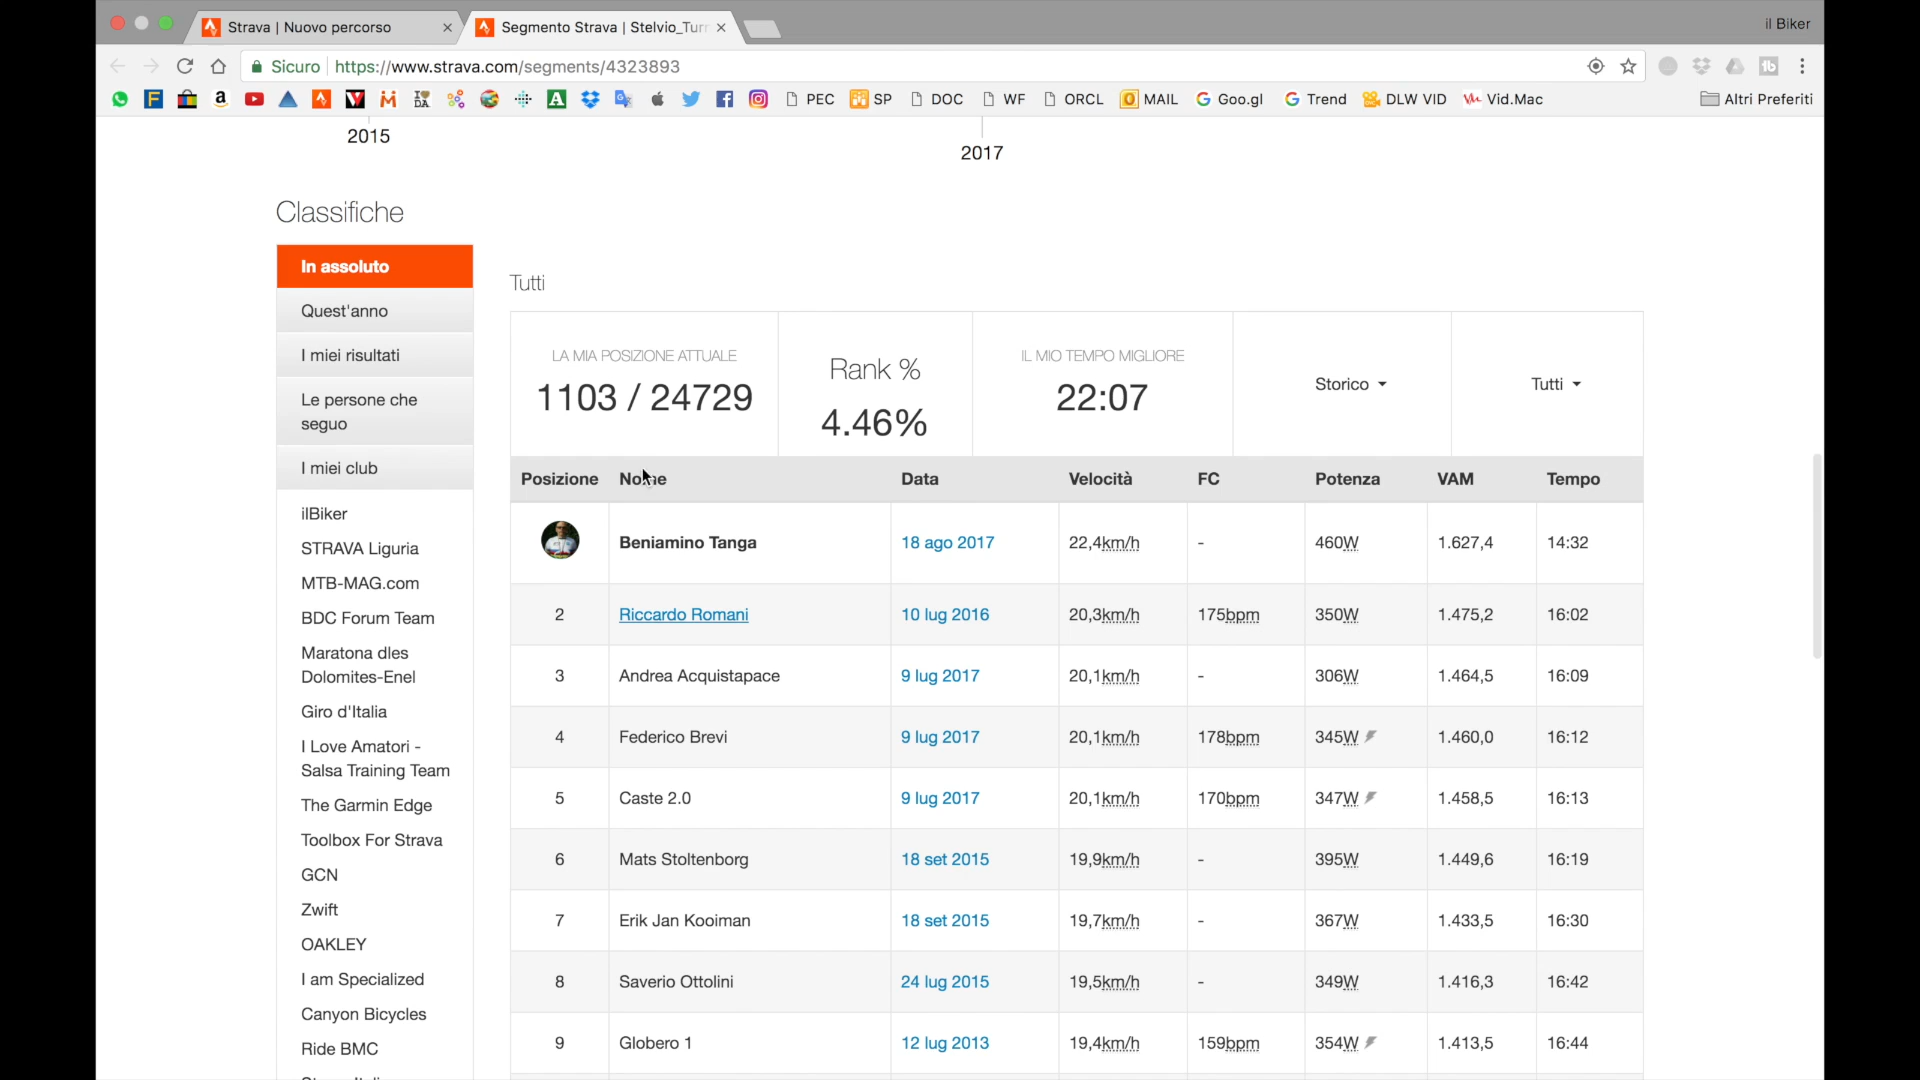 il Biker
Strava | Nuovo percorso
Segmento Strava | Stelvio_Turn
Sicuro https://www.strava.com/segments/4323893
PEC SP DOC WF ORCL MAIL Goo.gl Trend DLW VID Vid.Mac Altri Preferiti
2015
2017
Classifiche
In assoluto
Quest'anno
I miei risultati
Le persone che
seguo
I miei club
ilBiker
STRAVA Liguria
MTB-MAG.com
BDC Forum Team
Maratona dles
Dolomites-Enel
Giro d'Italia
I Love Amatori -
Salsa Training Team
The Garmin Edge
Toolbox For Strava
GCN
Zwift
OAKLEY
I am Specialized
Canyon Bicycles
Ride BMC
Tutti
LA MIA POSIZIONE ATTUALE
1103 / 24729
Rank %
4.46%
IL MIO TEMPO MIGLIORE
22:07
Storico
Tutti
Posizione Nome Data Velocità FC Potenza VAM Tempo
Beniamino Tanga 18 ago 2017 22,4km/h - 460W 1.627,4 14:32
2 Riccardo Romani 10 lug 2016 20,3km/h 175bpm 350W 1.475,2 16:02
3 Andrea Acquistapace 9 lug 2017 20,1km/h - 306W 1.464,5 16:09
4 Federico Brevi 9 lug 2017 20,1km/h 178bpm 345W 1.460,0 16:12
5 Caste 2.0 9 lug 2017 20,1km/h 170bpm 347W 1.458,5 16:13
6 Mats Stoltenborg 18 set 2015 19,9km/h - 395W 1.449,6 16:19
7 Erik Jan Kooiman 18 set 2015 19,7km/h - 367W 1.433,5 16:30
8 Saverio Ottolini 24 lug 2015 19,5km/h - 349W 1.416,3 16:42
9 Globero 1 12 lug 2013 19,4km/h 159bpm 354W 1.413,5 16:44